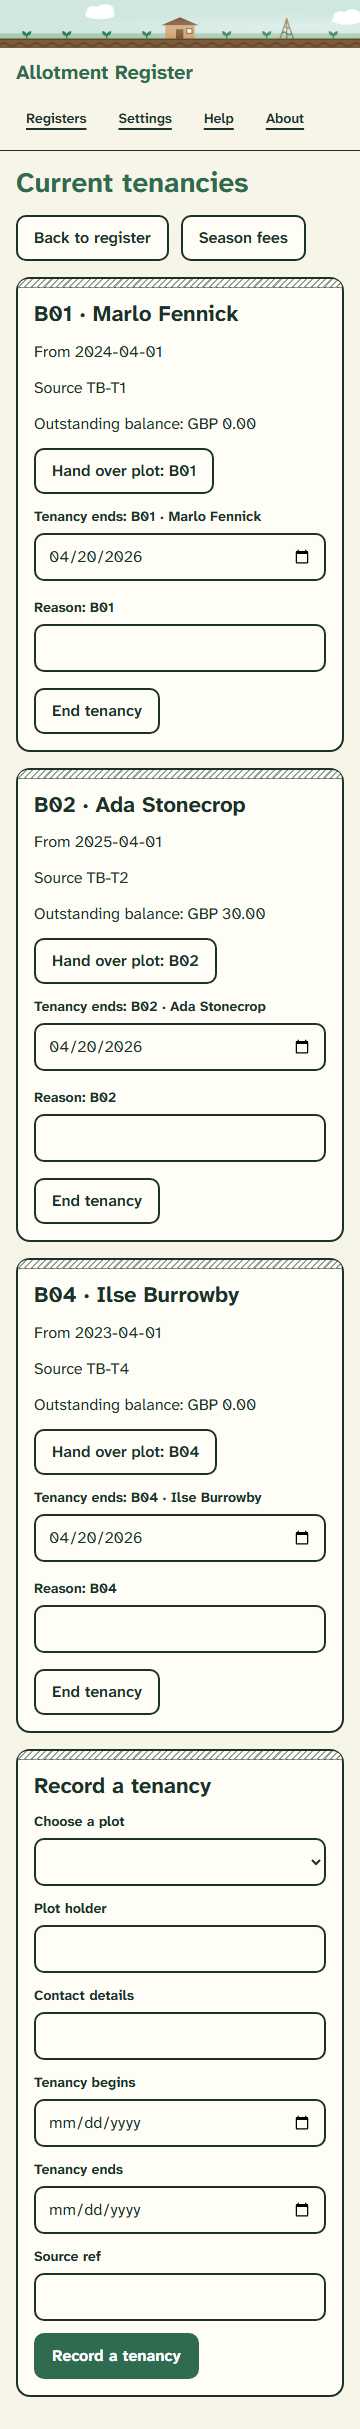 Allotment Register
Registers Settings Help About
Current tenancies
Back to register Season fees
B01 · Marlo Fennick
From 2024-04-01
Source TB-T1
Outstanding balance: GBP 0.00
Hand over plot: B01
Tenancy ends: B01 · Marlo Fennick
04/20/2026
Reason: B01
End tenancy
B02 · Ada Stonecrop
From 2025-04-01
Source TB-T2
Outstanding balance: GBP 30.00
Hand over plot: B02
Tenancy ends: B02 · Ada Stonecrop
04/20/2026
Reason: B02
End tenancy
B04 · Ilse Burrowby
From 2023-04-01
Source TB-T4
Outstanding balance: GBP 0.00
Hand over plot: B04
Tenancy ends: B04 · Ilse Burrowby
04/20/2026
Reason: B04
End tenancy
Record a tenancy
Choose a plot
Plot holder
Contact details
Tenancy begins
mm/dd/yyyy
Tenancy ends
mm/dd/yyyy
Source ref
Record a tenancy